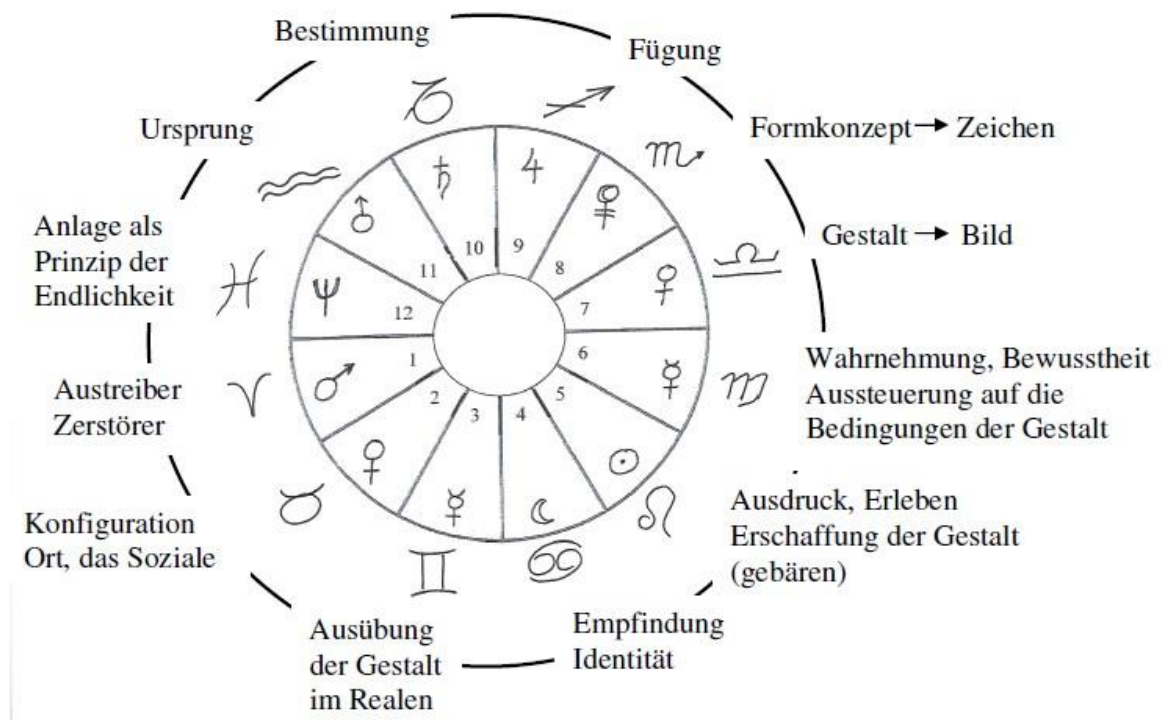 Bestimmung
Fügung
Ursprung
Formkonzept → Zeichen
Gestalt → Bild
Anlage als
Prinzip der
Endlichkeit
Wahrnehmung, Bewusstheit
Aussteuerung auf die
Bedingungen der Gestalt
Austreiber
Zerstörer
Ausdruck, Erleben
Erschaffung der Gestalt
(gebären)
Konfiguration
Ort, das Soziale
Empfindung
Identität
Ausübung
der Gestalt
im Realen
♑
♐
♏
♎
♍
♌
♋
♊
♉
♈
♓
♒
♄
♃
♀
☿
☉
☾
☿
♀
♂
♆
10
9
8
7
6
5
4
3
2
1
12
11